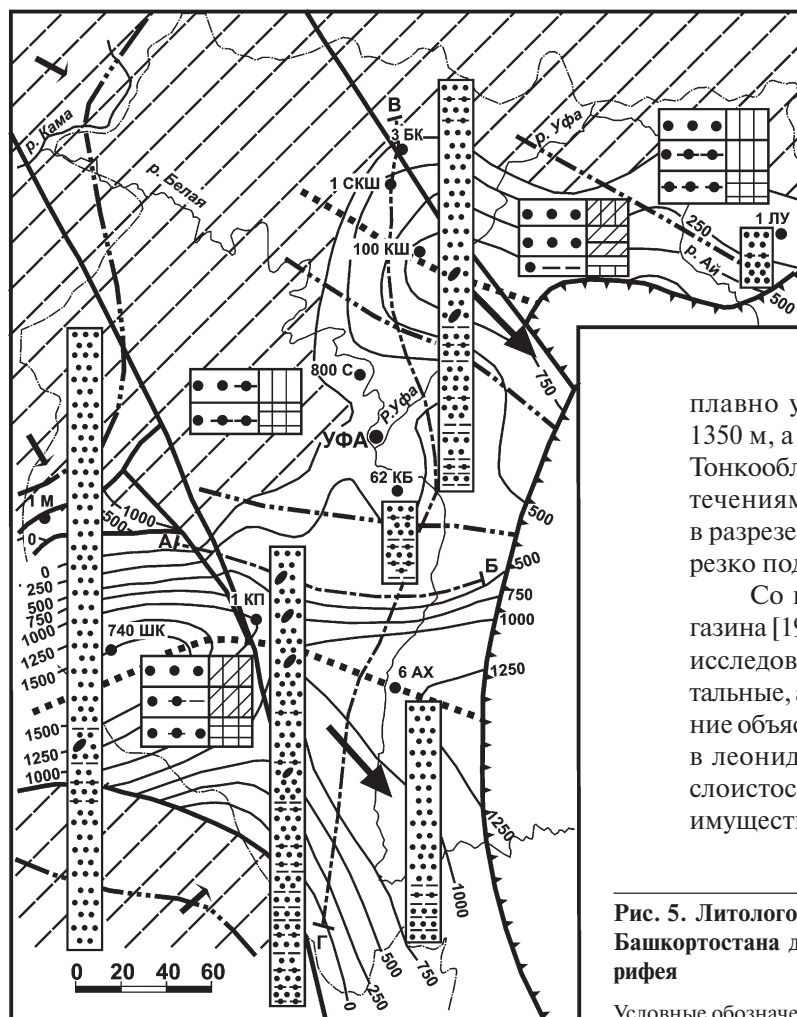 р. Кама
р. Белая
В
3 БК
1 СКШ
100 КШ
р. Уфа
250
1 ЛУ
р. Ай
500
750
800 С
Р.Уфа
УФА
62 КБ
500
1 М
0
500
1000
А
Б
500
750
1000
1250
0
250
500
750
1000
1250
1500
1 КП
740 ШК
6 АХ
1500
1250
1000
1250
1000
Г
0
250
500
750
0 20 40 60
плавно у
1350 м, а
Тонкообл
течениям
в разрезе
резко под
Со
газина [19
исследов
тальные, а
ние объяс
в леонид
слоистос
имуществ
Рис. 5. Литолого
Башкортостана д
рифея
Условные обозначе